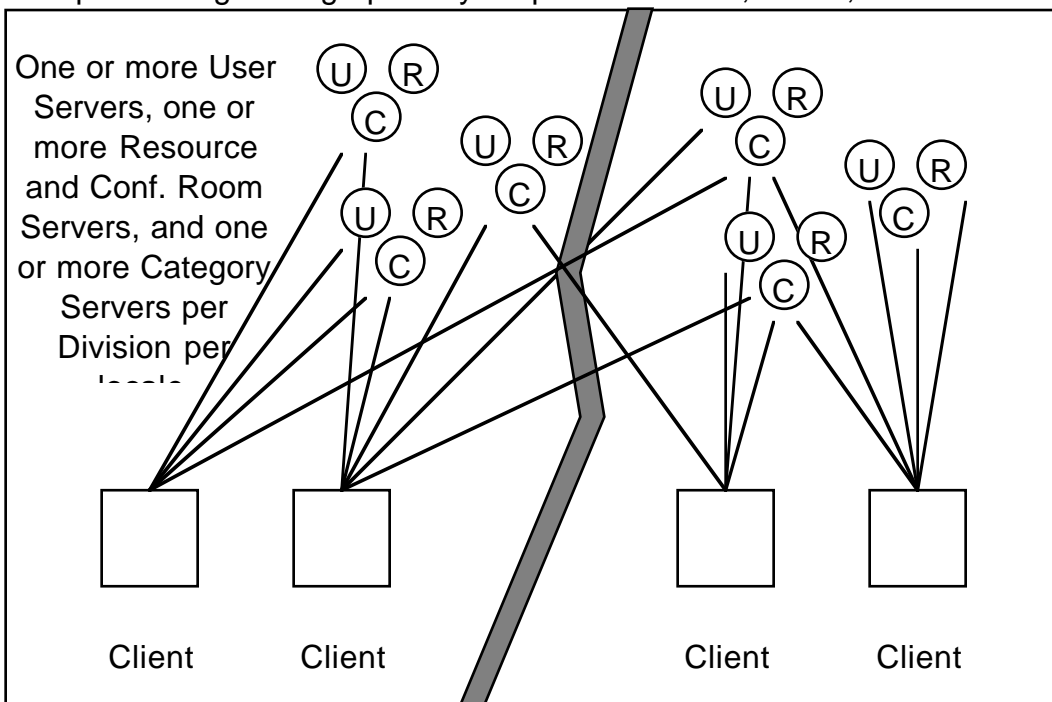 One or more User
Servers, one or
more Resource
and Conf. Room
Servers, and one
or more Category
Servers per
Division per
locale
U R
C
U R
C
U R
C
U R
C
U R
C
U R
C
Client Client Client Client